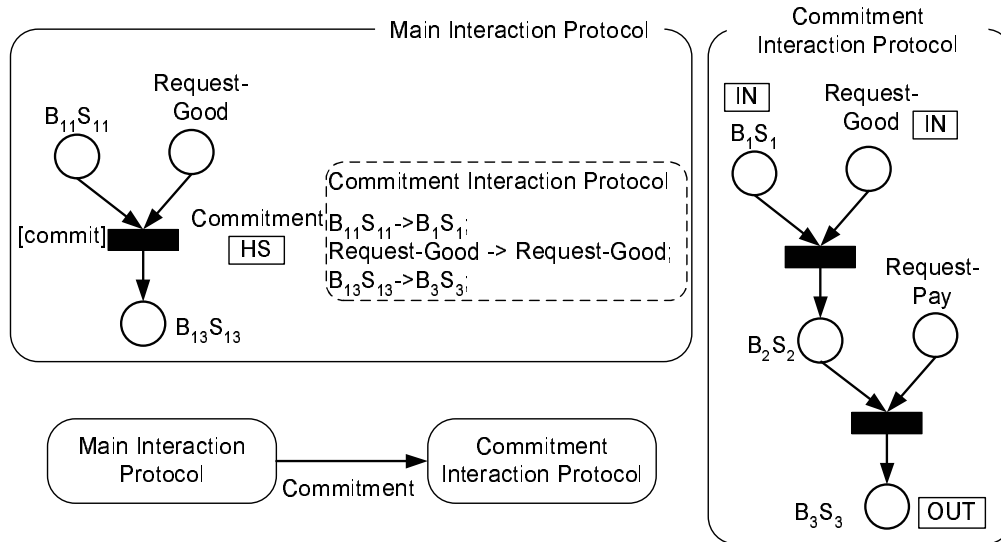 Main Interaction Protocol
Request-
Good
B₁₁S₁₁
[commit]
Commitment
HS
B₁₃S₁₃
Commitment Interaction Protocol
B₁₁S₁₁->B₁S₁;
Request-Good -> Request-Good;
B₁₃S₁₃->B₃S₃;
Main Interaction
Protocol
Commitment
Commitment
Interaction Protocol
Commitment
Interaction Protocol
IN
B₁S₁
Request-
Good
IN
Request-
Pay
B₂S₂
B₃S₃
OUT